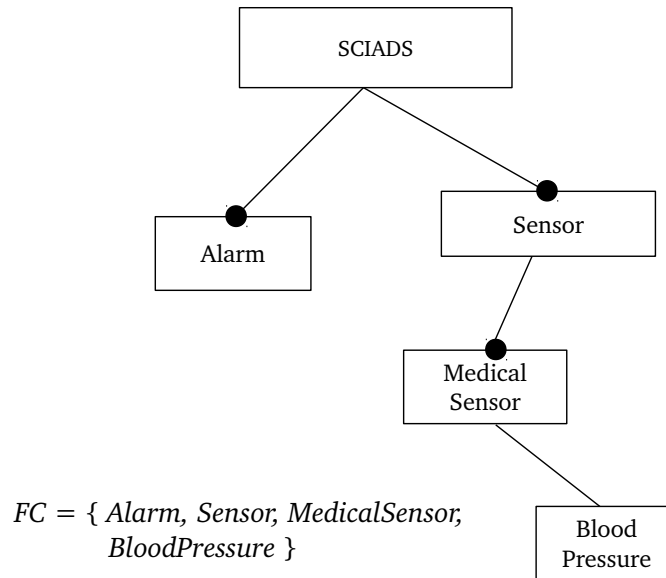 SCIADS
Alarm
Sensor
Medical
Sensor
FC = { Alarm, Sensor, MedicalSensor,
BloodPressure }
Blood
Pressure